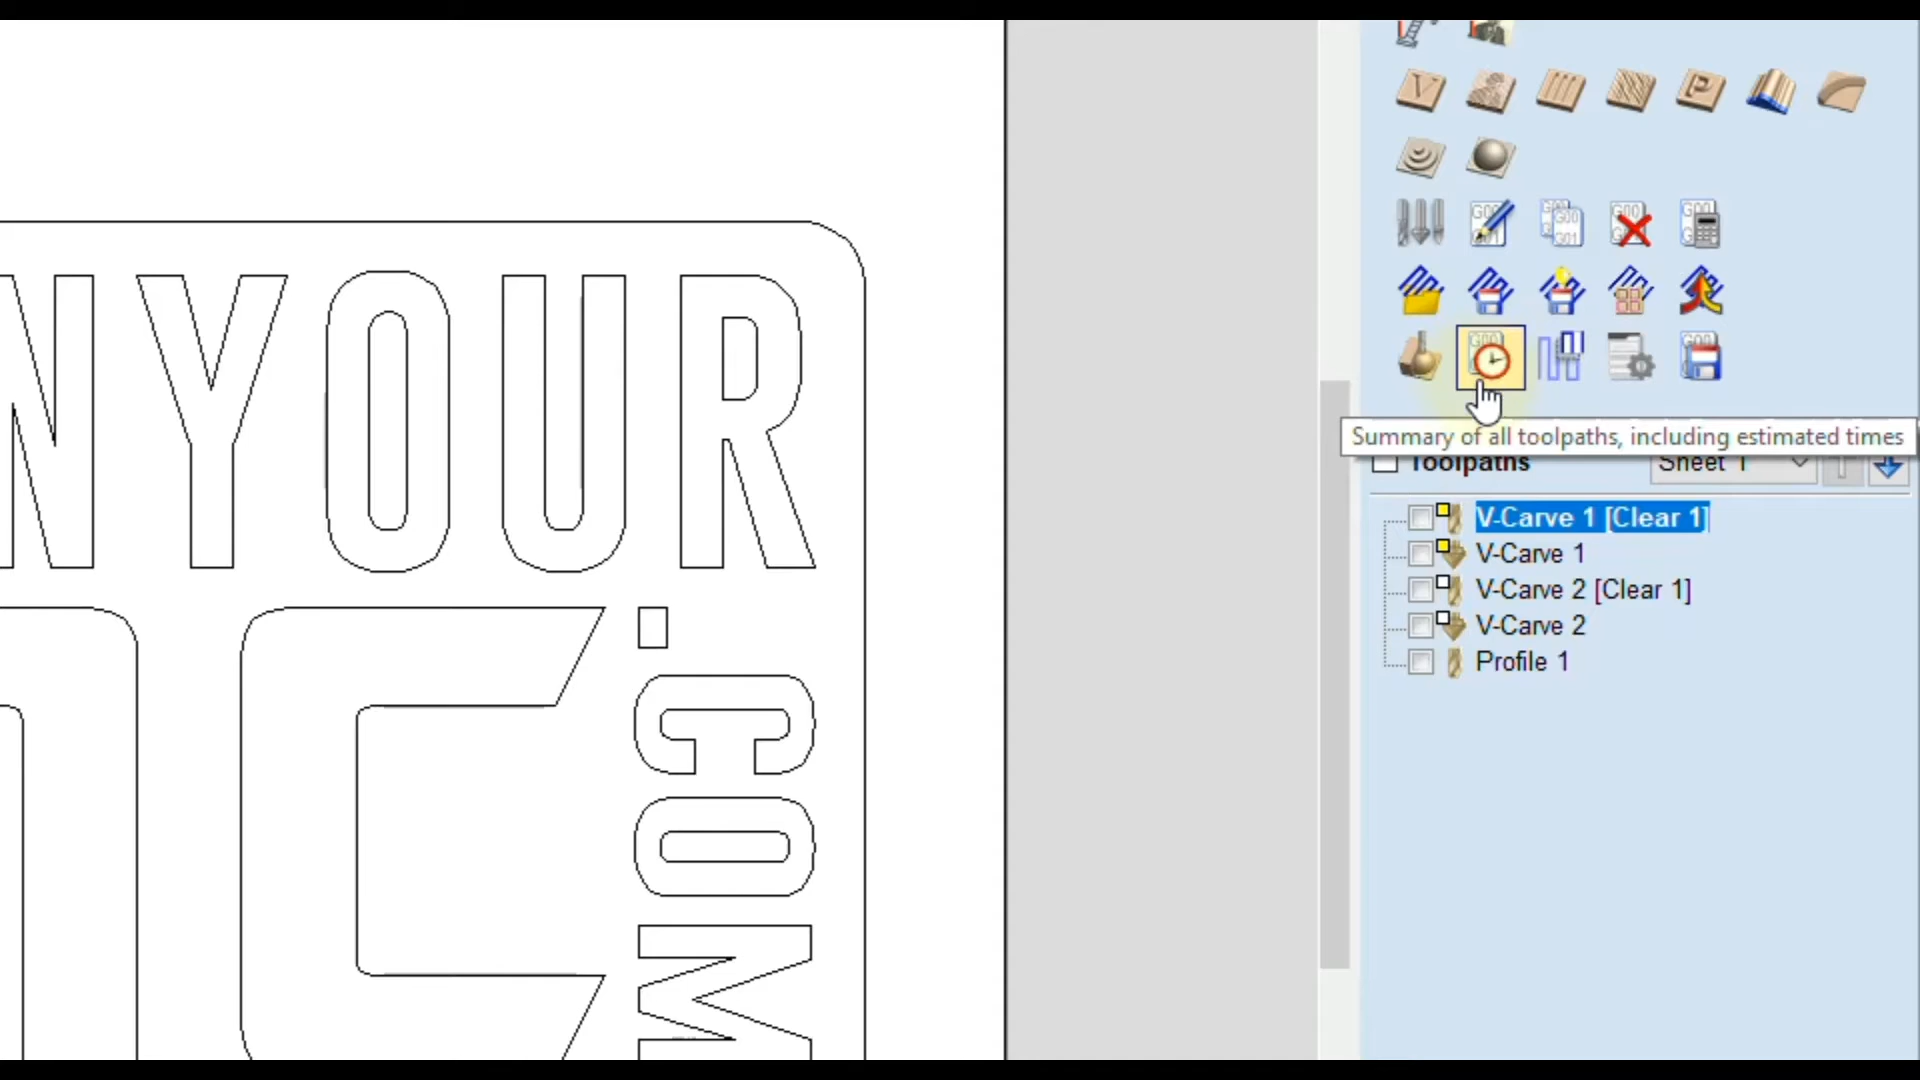 N YOUR
.COM
Summary of all toolpaths, including estimated times
Toolpaths
Sheet 1
V-Carve 1 [Clear 1]
V-Carve 1
V-Carve 2 [Clear 1]
V-Carve 2
Profile 1